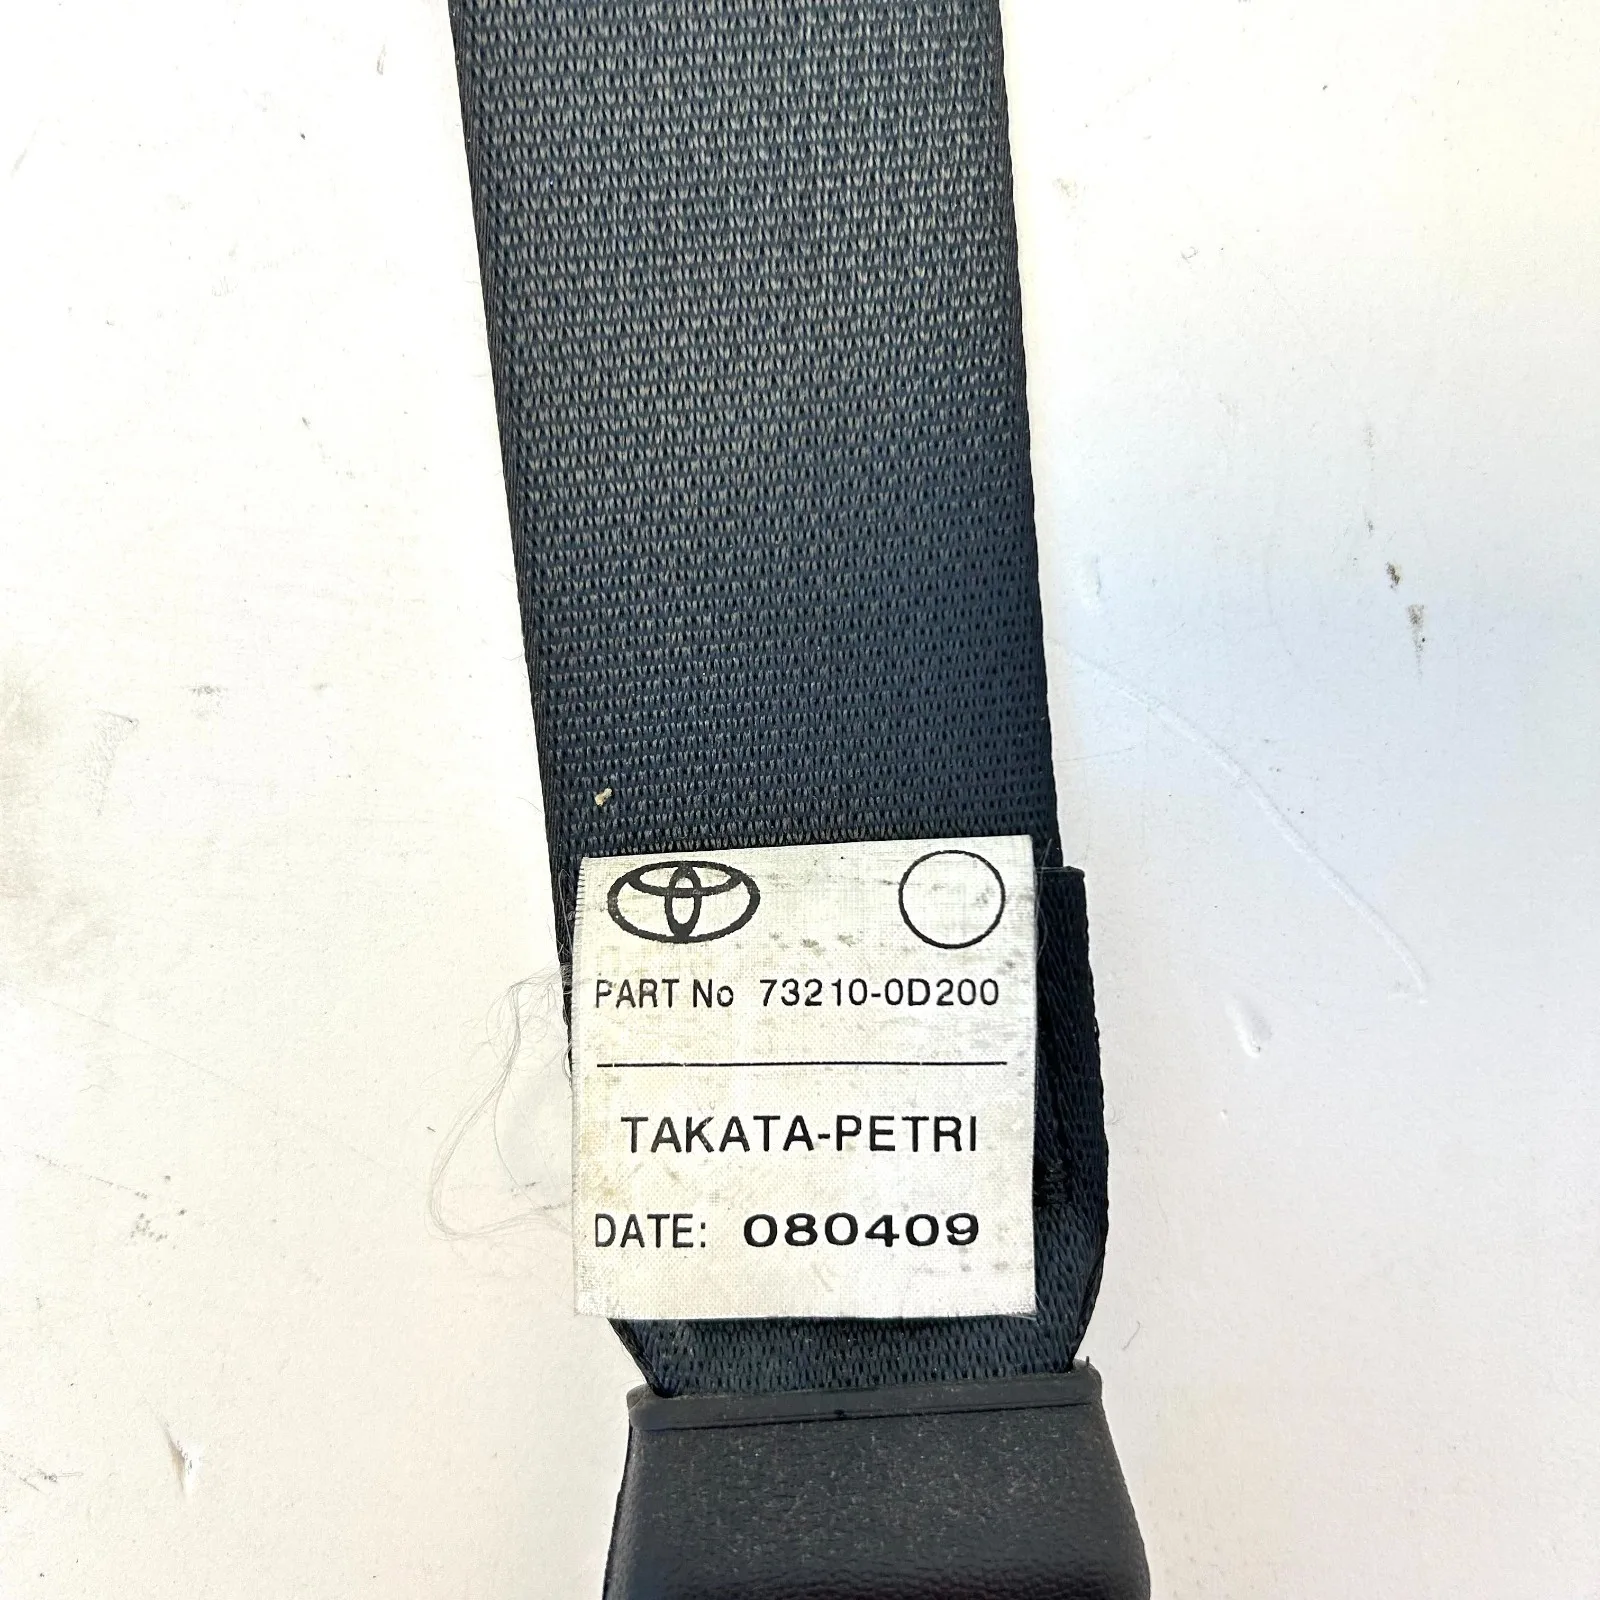 PART No 73210-0D200
TAKATA-PETRI
DATE: 080409